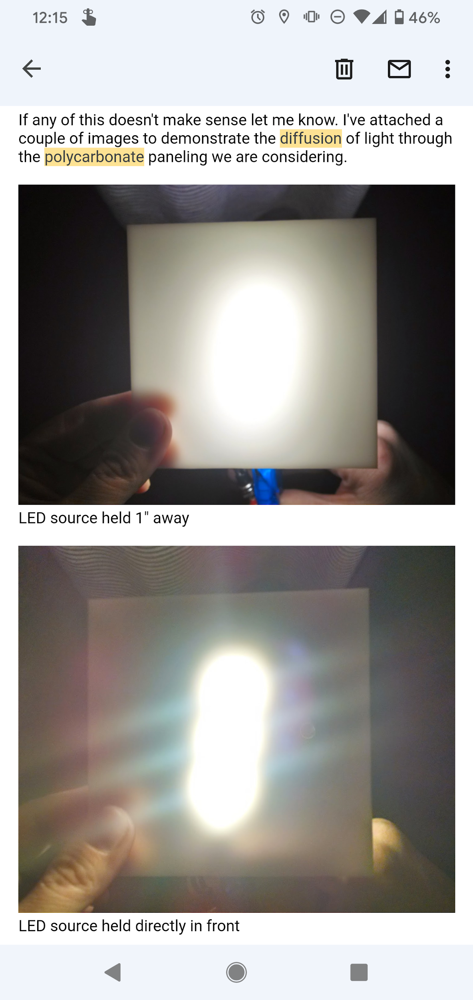 12:15
46%
If any of this doesn't make sense let me know. I've attached a
couple of images to demonstrate the diffusion of light through
the polycarbonate paneling we are considering.
LED source held 1" away
LED source held directly in front